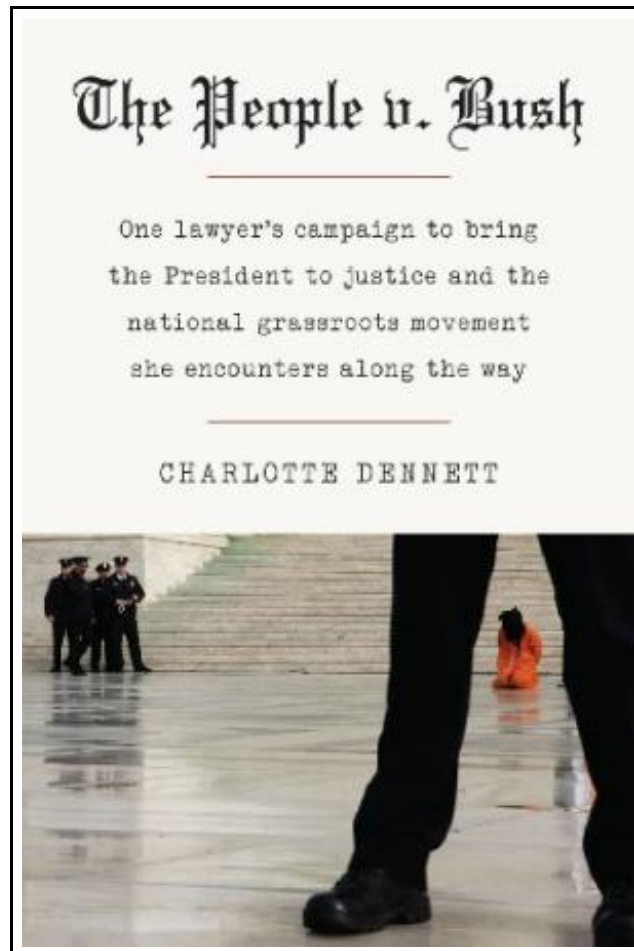 The People v. Bush
One lawyer's campaign to bring
the President to justice and the
national grassroots movement
she encounters along the way
CHARLOTTE DENNETT